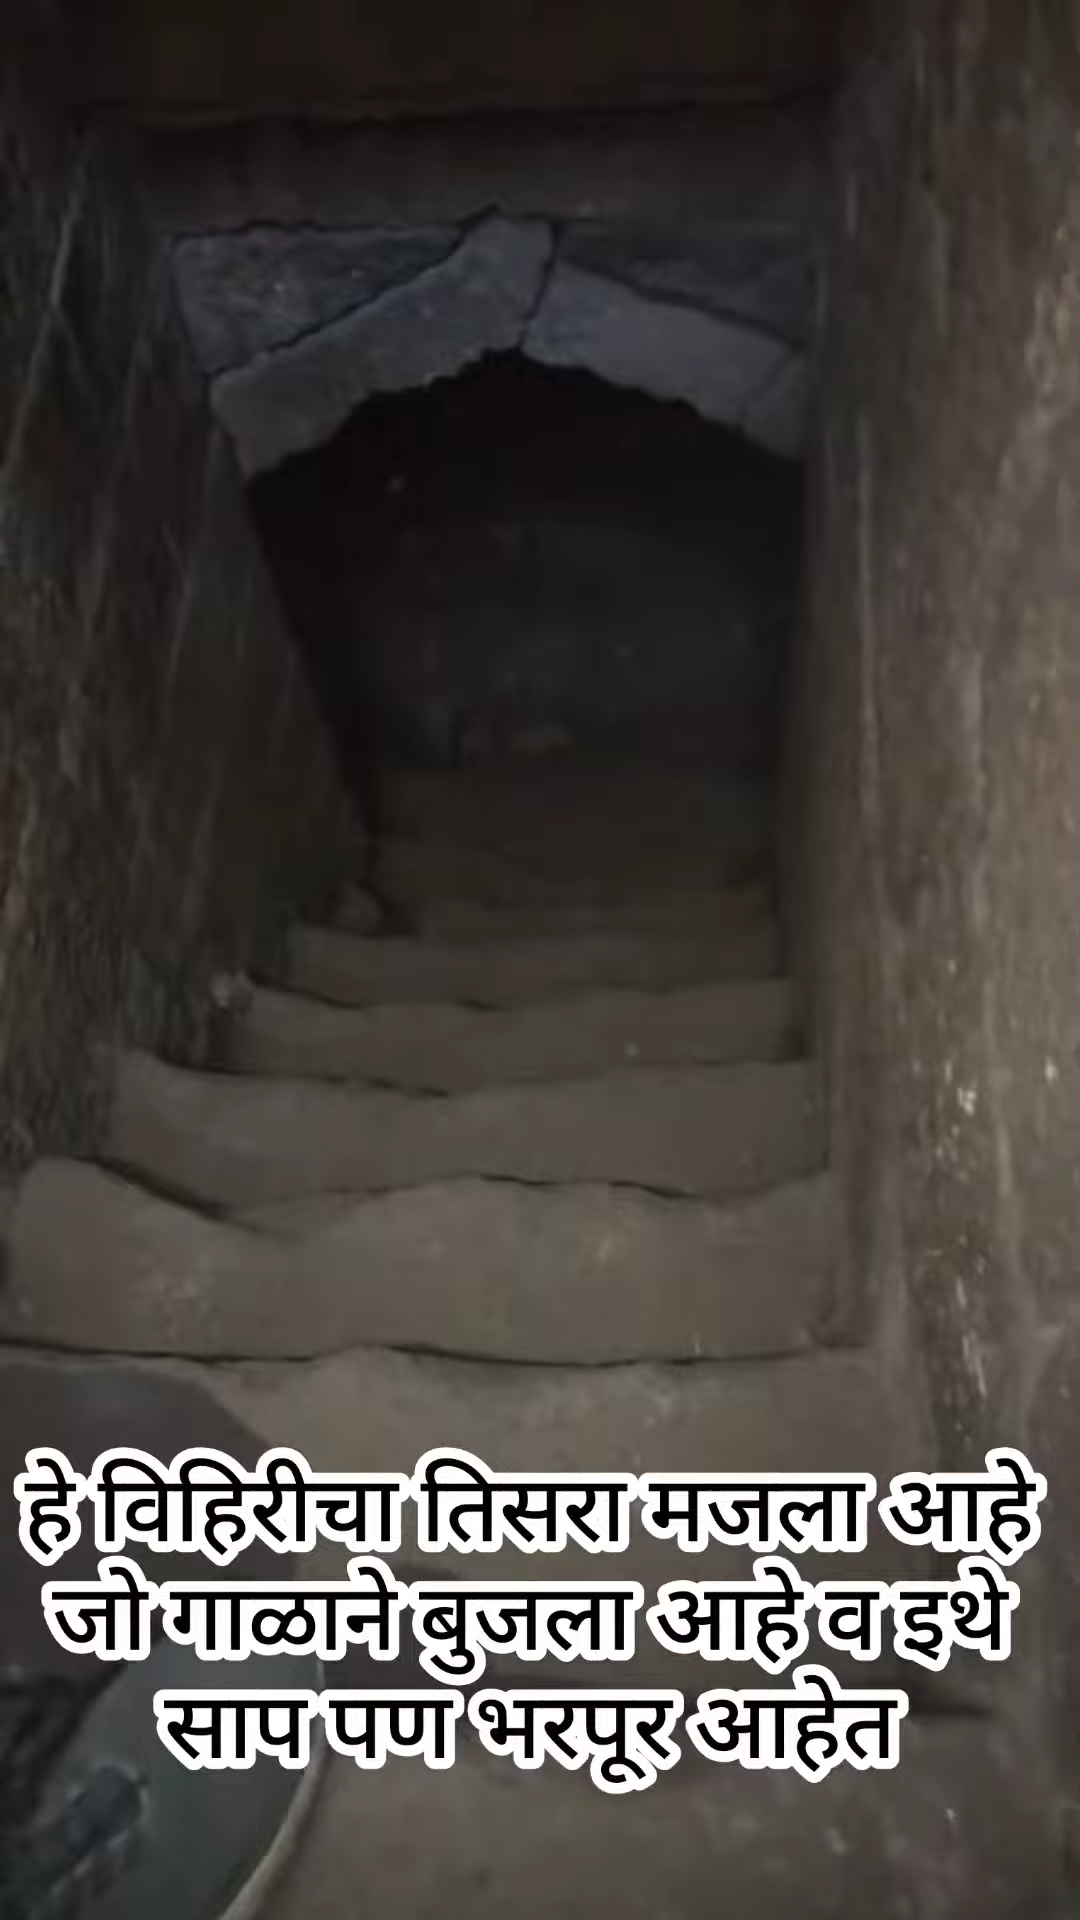 हे विहिरीचा तिसरा मजला आहे
जो गाळाने बुजला आहे व इथे
साप पण भरपूर आहेत